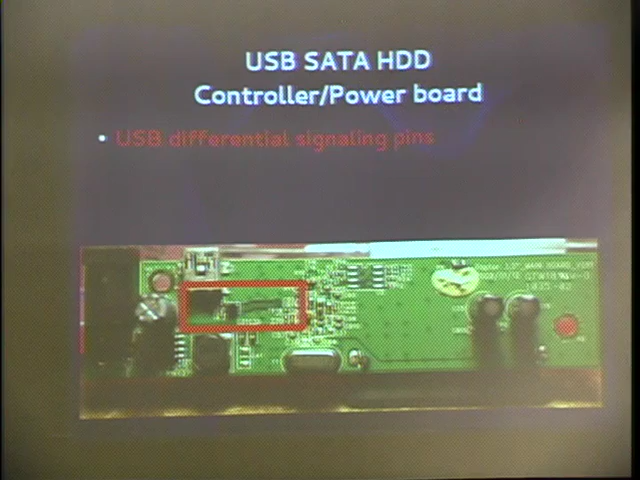 USB SATA HDD
Controller/Power board
• USB differential signaling pins